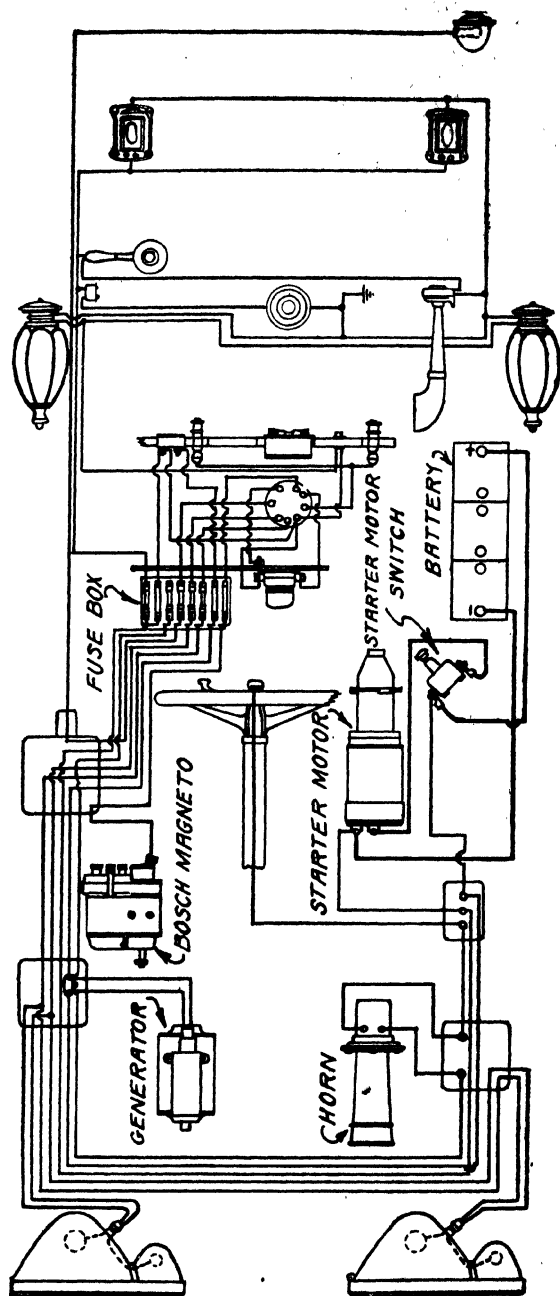 BATTERY
+
−
STARTER MOTOR
SWITCH
FUSE BOX
STARTER MOTOR
BOSCH MAGNETO
GENERATOR
HORN